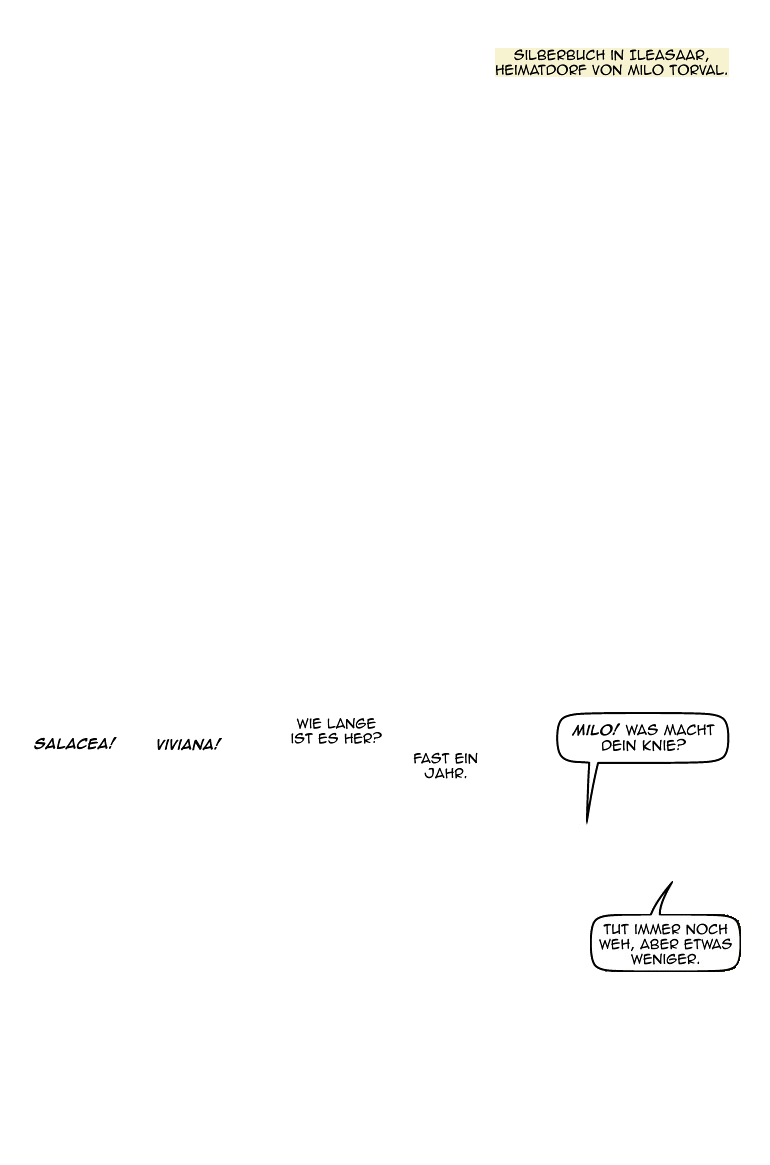 SILBERBUCH IN ILEASAAR,
HEIMATDORF VON MILO TORVAL.
SALACEA!
VIVIANA!
WIE LANGE
IST ES HER?
FAST EIN
JAHR.
MILO! WAS MACHT
DEIN KNIE?
TUT IMMER NOCH
WEH, ABER ETWAS
WENIGER.